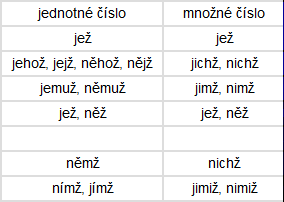 jednotné číslo množné číslo
jež jež
jehož, jejž, něhož, nějž jichž, nichž
jemuž, němuž jimž, nimž
jež, něž jež, něž
němž nichž
nímž, jímž jimiž, nimiž